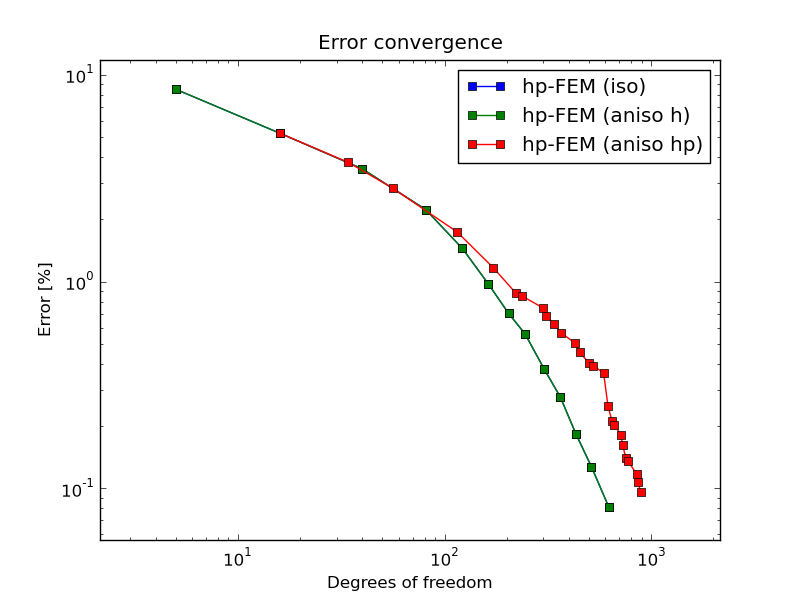 Error convergence
10^1
10^0
10^-1
Error [%]
hp-FEM (iso)
hp-FEM (aniso h)
hp-FEM (aniso hp)
10^1
10^2
10^3
Degrees of freedom